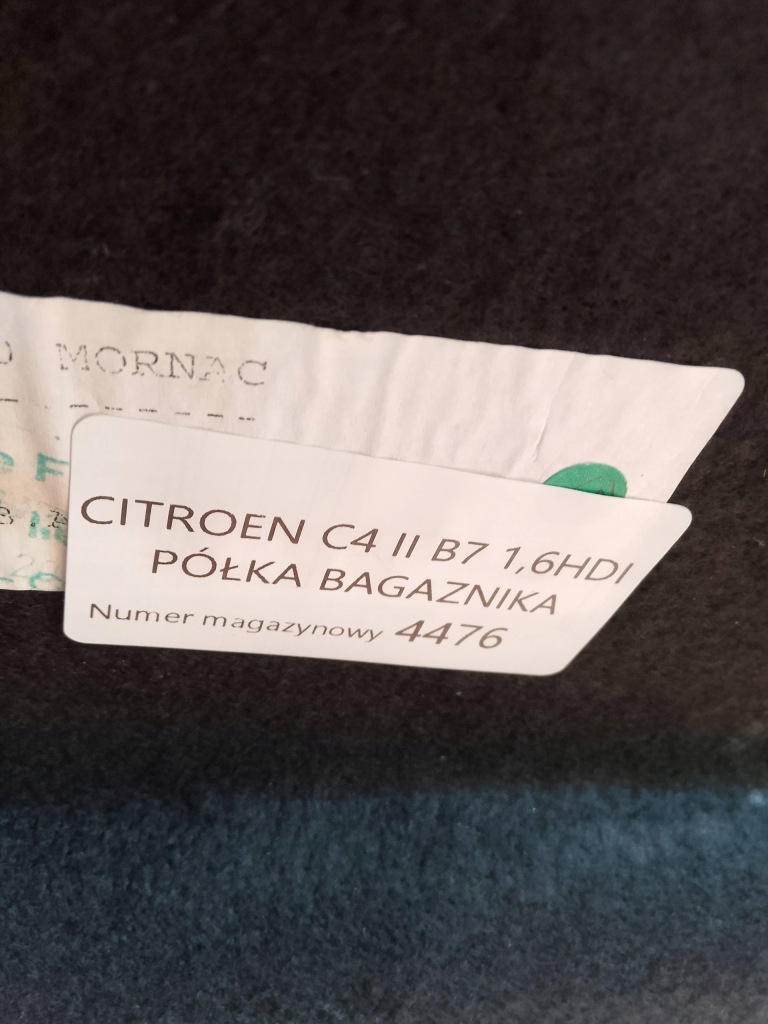 MORNAC
CITROEN C4 II B7 1,6HDI
PÓŁKA BAGAZNIKA
Numer magazynowy 4476